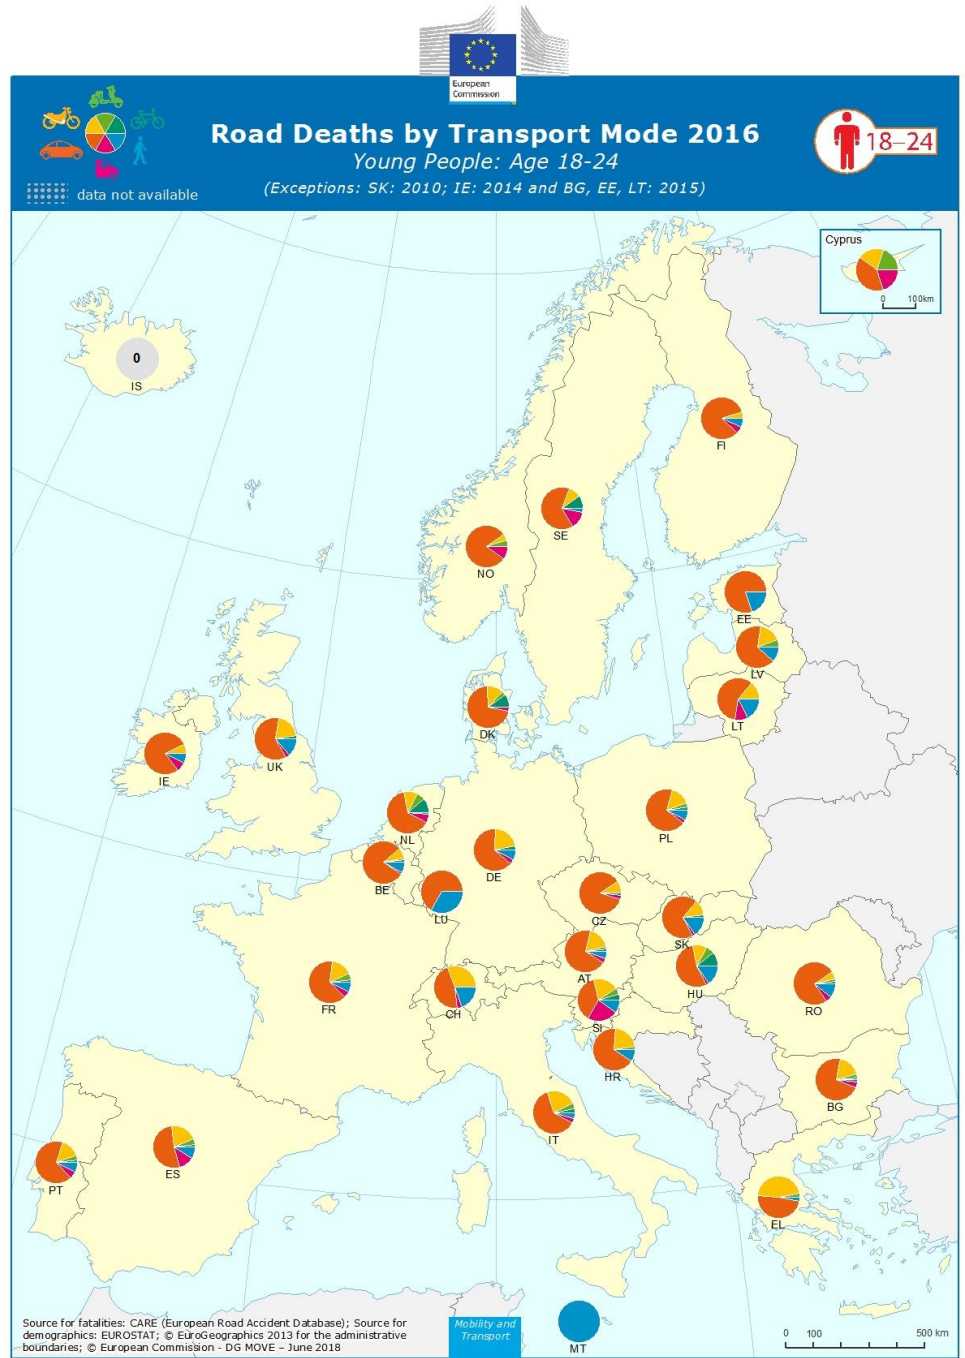 European
Commission
Road Deaths by Transport Mode 2016
Young People: Age 18-24
(Exceptions: SK: 2010; IE: 2014 and BG, EE, LT: 2015)
18–24
data not available
Cyprus
0 100km
0
IS
FI
SE
NO
EE
LV
LT
DK
IE
UK
NL
PL
DE
BE
LU
CZ
SK
AT
HU
FR
CH
SI
RO
HR
BG
IT
PT
ES
EL
MT
Source for fatalities: CARE (European Road Accident Database); Source for
demographics: EUROSTAT; © EuroGeographics 2013 for the administrative
boundaries; © European Commission - DG MOVE – June 2018
Mobility and
Transport
0 100 500 km